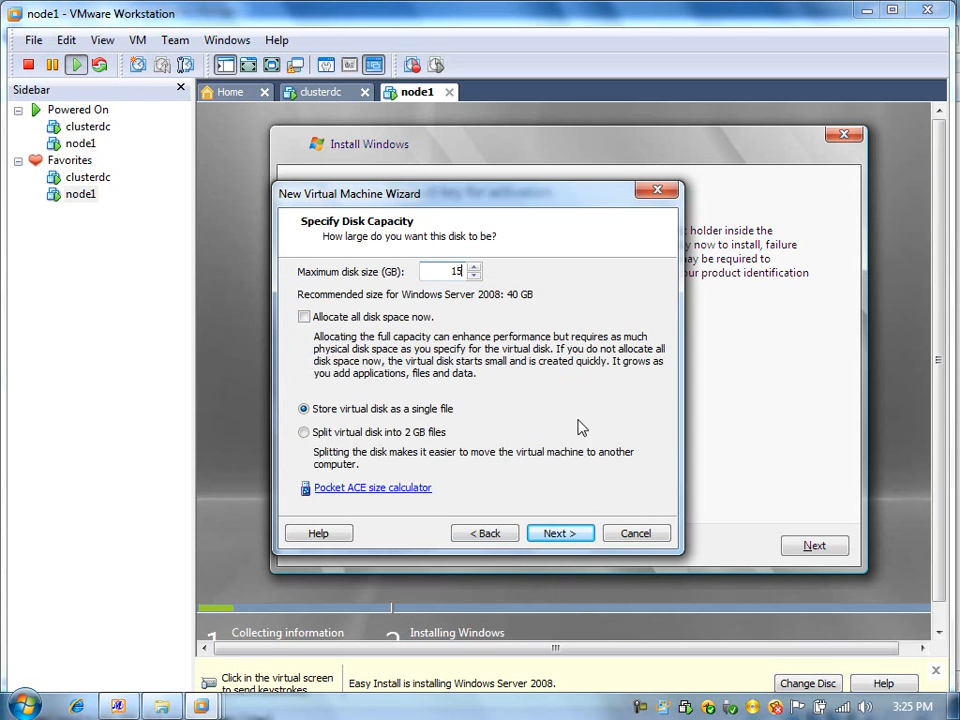 node1 - VMware Workstation
File Edit View VM Team Windows Help
Sidebar
Home clusterdc node1
Powered On
clusterdc
node1
Favorites
clusterdc
node1
Install Windows
key for activation
holder inside the
y now to install, failure
may be required to
our product identification
Next
New Virtual Machine Wizard
Specify Disk Capacity
How large do you want this disk to be?
Maximum disk size (GB): 15
Recommended size for Windows Server 2008: 40 GB
Allocate all disk space now.
Allocating the full capacity can enhance performance but requires as much
physical disk space as you specify for the virtual disk. If you do not allocate all
disk space now, the virtual disk starts small and is created quickly. It grows as
you add applications, files and data.
Store virtual disk as a single file
Split virtual disk into 2 GB files
Splitting the disk makes it easier to move the virtual machine to another
computer.
Pocket ACE size calculator
Help < Back Next > Cancel
1 Collecting information 2 Installing Windows
Click in the virtual screen
to send keystrokes
Easy Install is installing Windows Server 2008.
Change Disc Help
3:25 PM